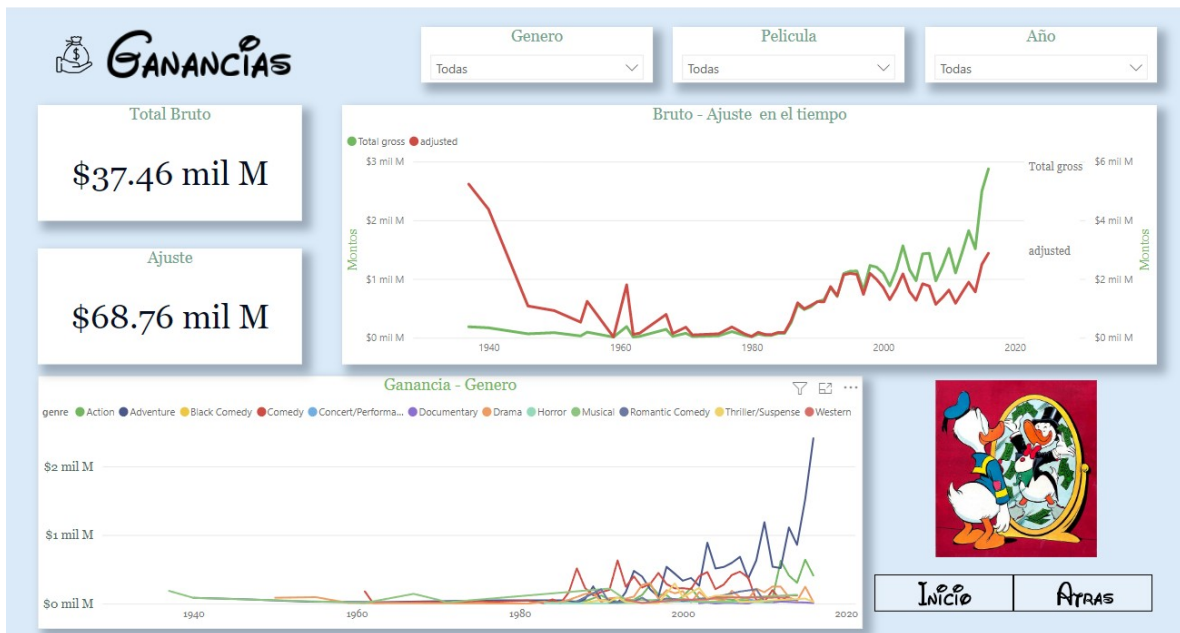 GANANCIAS
Genero
Todas
Pelicula
Todas
Año
Todas
Total Bruto
$37.46 mil M
Ajuste
$68.76 mil M
Bruto - Ajuste en el tiempo
Total gross adjusted
$3 mil M
$2 mil M
$1 mil M
$0 mil M
Montos
1940 1960 1980 2000 2020
Total gross
adjusted
$6 mil M
$4 mil M
$2 mil M
$0 mil M
Montos
Ganancia - Genero
genre Action Adventure Black Comedy Comedy Concert/Performa... Documentary Drama Horror Musical Romantic Comedy Thriller/Suspense Western
$2 mil M
$1 mil M
$0 mil M
1940 1960 1980 2000 2020
INICIO
ATRAS